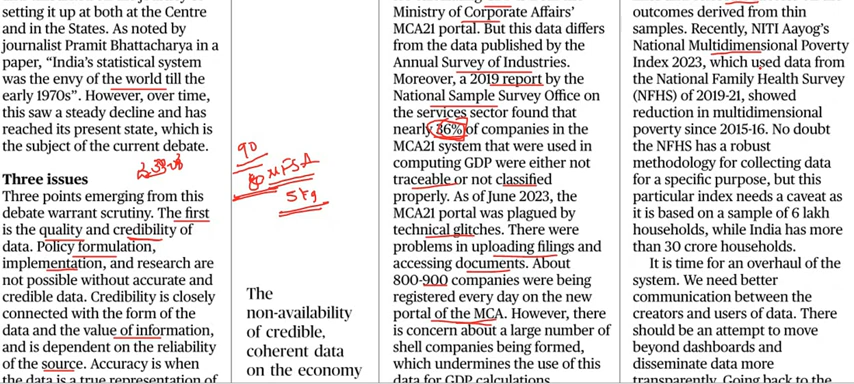 setting it up at both at the Centre
and in the States. As noted by
journalist Pramit Bhattacharya in a
paper, “India’s statistical system
was the envy of the world till the
early 1970s”. However, over time,
this saw a steady decline and has
reached its present state, which is
the subject of the current debate.
Three issues
Three points emerging from this
debate warrant scrutiny. The first
is the quality and credibility of
data. Policy formulation,
implementation, and research are
not possible without accurate and
credible data. Credibility is closely
connected with the form of the
data and the value of information,
and is dependent on the reliability
of the source. Accuracy is when
the data is a true representation of
90
80 NFSA
5 kg
The
non-availability
of credible,
coherent data
on the economy
Ministry of Corporate Affairs’
MCA21 portal. But this data differs
from the data published by the
Annual Survey of Industries.
Moreover, a 2019 report by the
National Sample Survey Office on
the services sector found that
nearly 36% of companies in the
MCA21 system that were used in
computing GDP were either not
traceable or not classified
properly. As of June 2023, the
MCA21 portal was plagued by
technical glitches. There were
problems in uploading filings and
accessing documents. About
800-900 companies were being
registered every day on the new
portal of the MCA. However, there
is concern about a large number of
shell companies being formed,
which undermines the use of this
data for GDP calculations.
outcomes derived from thin
samples. Recently, NITI Aayog’s
National Multidimensional Poverty
Index 2023, which used data from
the National Family Health Survey
(NFHS) of 2019-21, showed
reduction in multidimensional
poverty since 2015-16. No doubt
the NFHS has a robust
methodology for collecting data
for a specific purpose, but this
particular index needs a caveat as
it is based on a sample of 6 lakh
households, while India has more
than 30 crore households.
It is time for an overhaul of the
system. We need better
communication between the
creators and users of data. There
should be an attempt to move
beyond dashboards and
disseminate data more
transparently. Going back to the